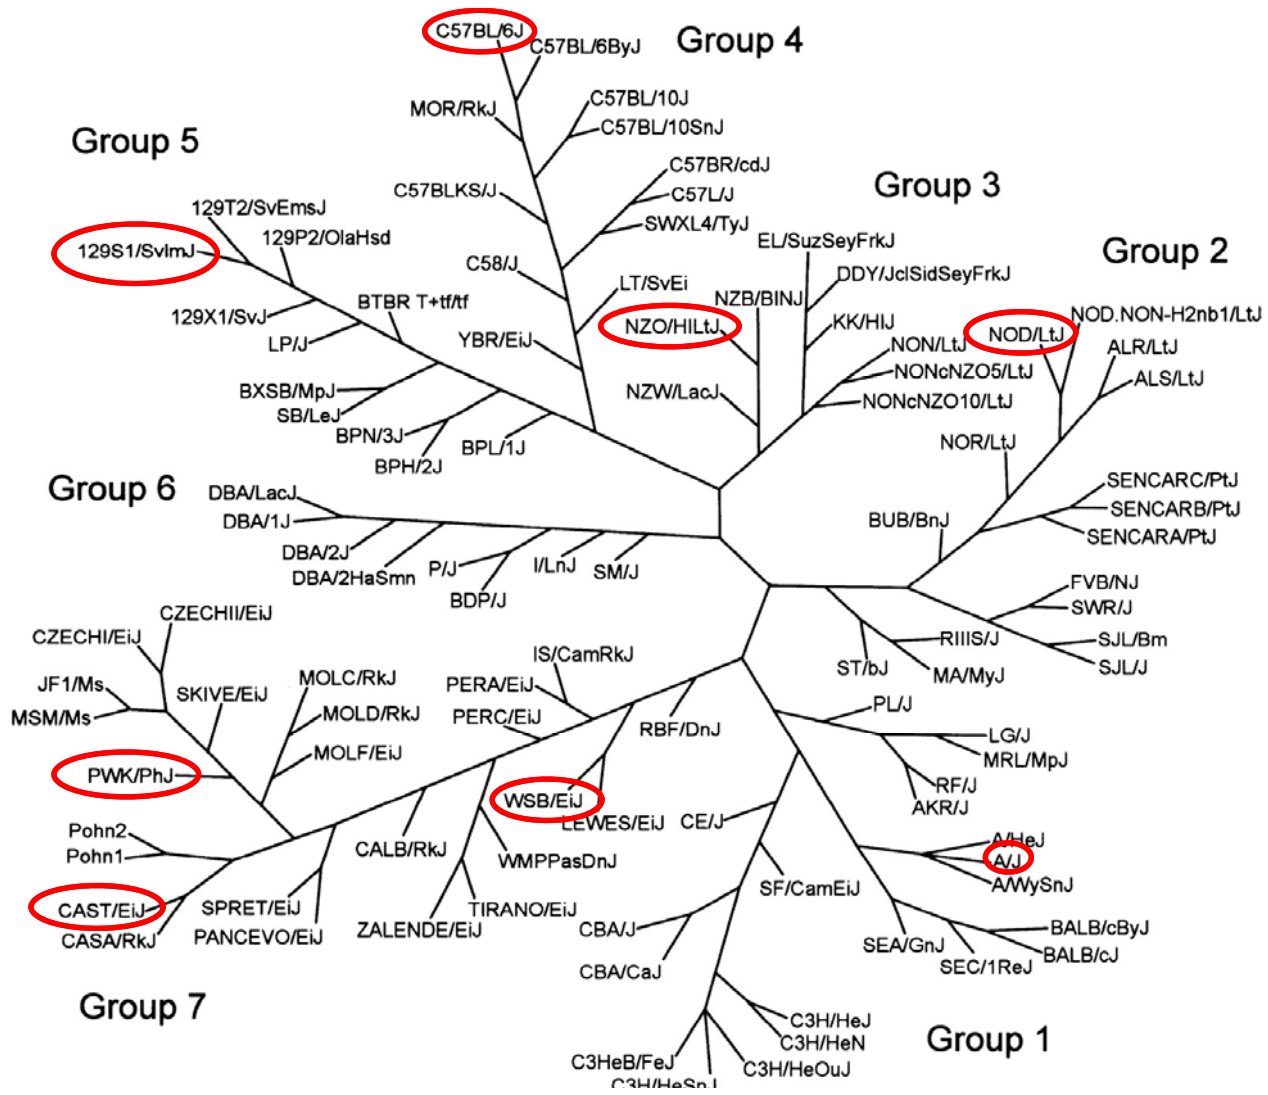 Group 4
C57BL/6J
C57BL/6ByJ
MOR/RkJ
C57BL/10J
C57BL/10SnJ
C57BLKS/J
C57BR/cdJ
C57L/J
SWXL4/TyJ
C58/J
LT/SvEi
YBR/EiJ
Group 5
129T2/SvEmsJ
129S1/SvImJ
129P2/OlaHsd
129X1/SvJ
BTBR T+tf/tf
LP/J
BXSB/MpJ
SB/LeJ
BPN/3J
BPH/2J
BPL/1J
Group 3
EL/SuzSeyFrkJ
DDY/JclSidSeyFrkJ
NZB/BINJ
NZO/HILtJ
KK/HIJ
NON/LtJ
NONcNZO5/LtJ
NZW/LacJ
NONcNZO10/LtJ
Group 2
NOD.NON-H2nb1/LtJ
NOD/LtJ
ALR/LtJ
ALS/LtJ
NOR/LtJ
SENCARC/PtJ
SENCARB/PtJ
SENCARA/PtJ
BUB/BnJ
FVB/NJ
SWR/J
SJL/Bm
SJL/J
RIIIS/J
ST/bJ
MA/MyJ
Group 6
DBA/LacJ
DBA/1J
DBA/2J
DBA/2HaSmn
P/J
BDP/J
I/LnJ
SM/J
CZECHII/EiJ
CZECHI/EiJ
JF1/Ms
MSM/Ms
SKIVE/EiJ
MOLC/RkJ
MOLD/RkJ
MOLF/EiJ
PWK/PhJ
IS/CamRkJ
PERA/EiJ
PERC/EiJ
RBF/DnJ
WSB/EiJ
LEWES/EiJ
Pohn2
Pohn1
CALB/RkJ
WMPPasDnJ
CAST/EiJ
CASA/RkJ
SPRET/EiJ
PANCEVO/EiJ
ZALENDE/EiJ
TIRANO/EiJ
Group 7
PL/J
LG/J
MRL/MpJ
RF/J
AKR/J
CE/J
A/HeJ
A/J
A/WySnJ
SF/CamEiJ
CBA/J
CBA/CaJ
SEA/GnJ
SEC/1ReJ
BALB/cByJ
BALB/cJ
C3H/HeJ
C3H/HeN
C3HeB/FeJ
C3H/HeOuJ
C3H/HeSnJ
Group 1